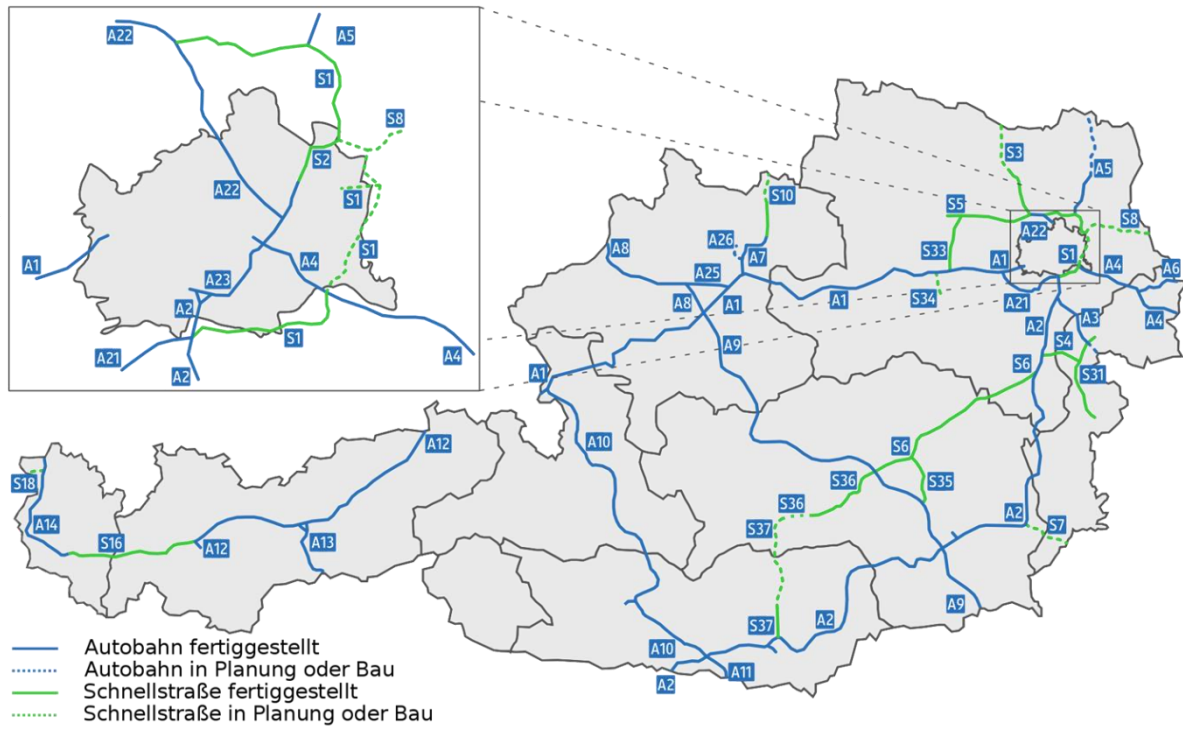 A22
A5
S1
S8
S2
A22
S1
A1
A4
S1
A23
A2
S1
A21
A4
A2
S3
A5
S10
S5
S8
A8
A26
A22
S33
A7
S1
A1
A4
A6
A25
A8
A1
A1
S34
A21
A2
A3
A4
A9
S4
S6
S31
A1
A12
A10
S6
S36
S35
S18
S36
A14
S37
A2
S7
S16
A12
A13
A9
S37
A2
A10
A11
A2
Autobahn fertiggestellt
Autobahn in Planung oder Bau
Schnellstraße fertiggestellt
Schnellstraße in Planung oder Bau